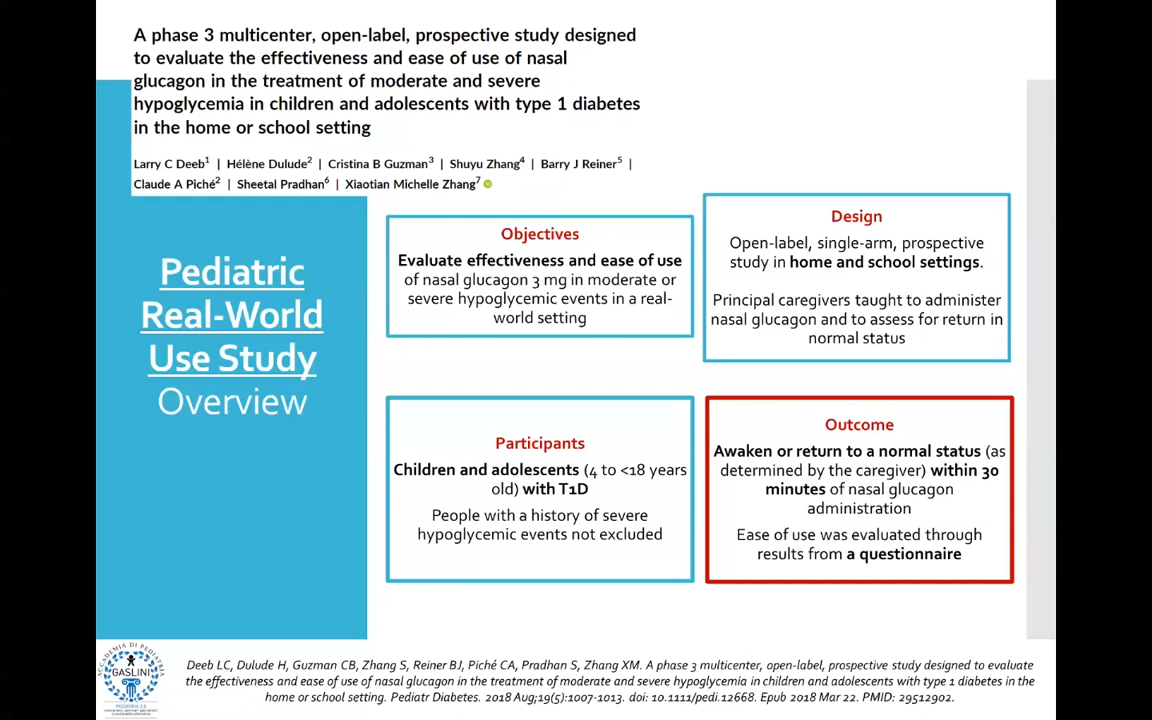 A phase 3 multicenter, open-label, prospective study designed
to evaluate the effectiveness and ease of use of nasal
glucagon in the treatment of moderate and severe
hypoglycemia in children and adolescents with type 1 diabetes
in the home or school setting
Larry C Deeb1 | Hélène Dulude2 | Cristina B Guzman3 | Shuyu Zhang4 | Barry J Reiner5 |
Claude A Piché2 | Sheetal Pradhan6 | Xiaotian Michelle Zhang7
Pediatric
Real-World
Use Study
Overview
Objectives
Evaluate effectiveness and ease of use
of nasal glucagon 3 mg in moderate or
severe hypoglycemic events in a real-
world setting
Design
Open-label, single-arm, prospective
study in home and school settings.
Principal caregivers taught to administer
nasal glucagon and to assess for return in
normal status
Participants
Children and adolescents (4 to <18 years
old) with T1D
People with a history of severe
hypoglycemic events not excluded
Outcome
Awaken or return to a normal status (as
determined by the caregiver) within 30
minutes of nasal glucagon
administration
Ease of use was evaluated through
results from a questionnaire
ACCADEMIA DI PEDIATRIA
GASLINI
Deeb LC, Dulude H, Guzman CB, Zhang S, Reiner BJ, Piché CA, Pradhan S, Zhang XM. A phase 3 multicenter, open-label, prospective study designed to evaluate
the effectiveness and ease of use of nasal glucagon in the treatment of moderate and severe hypoglycemia in children and adolescents with type 1 diabetes in the
home or school setting. Pediatr Diabetes. 2018 Aug;19(5):1007-1013. doi: 10.1111/pedi.12668. Epub 2018 Mar 22. PMID: 29512902.